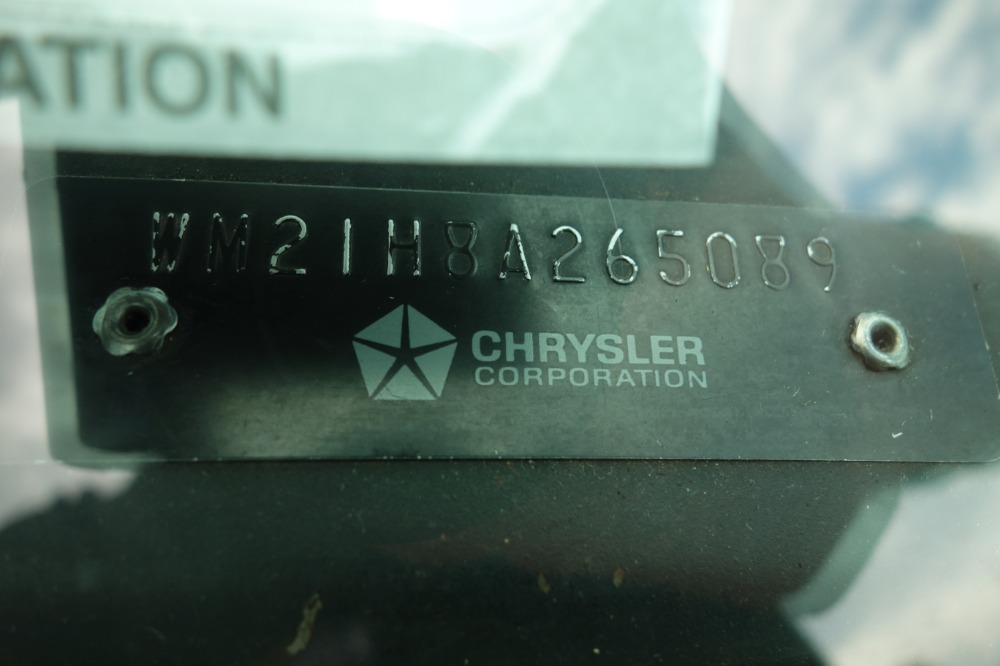 ATION
WM21H8A265089
CHRYSLER
CORPORATION